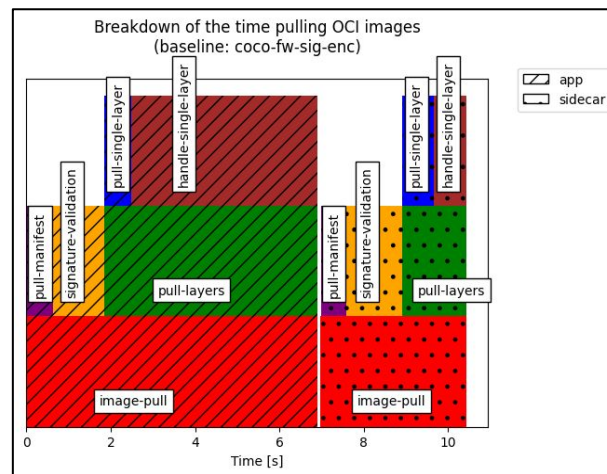 Breakdown of the time pulling OCI images
(baseline: coco-fw-sig-enc)
app
sidecar
pull-single-layer
handle-single-layer
pull-single-layer
handle-single-layer
pull-manifest
signature-validation
pull-layers
pull-manifest
signature-validation
pull-layers
image-pull
image-pull
0 2 4 6 8 10
Time [s]